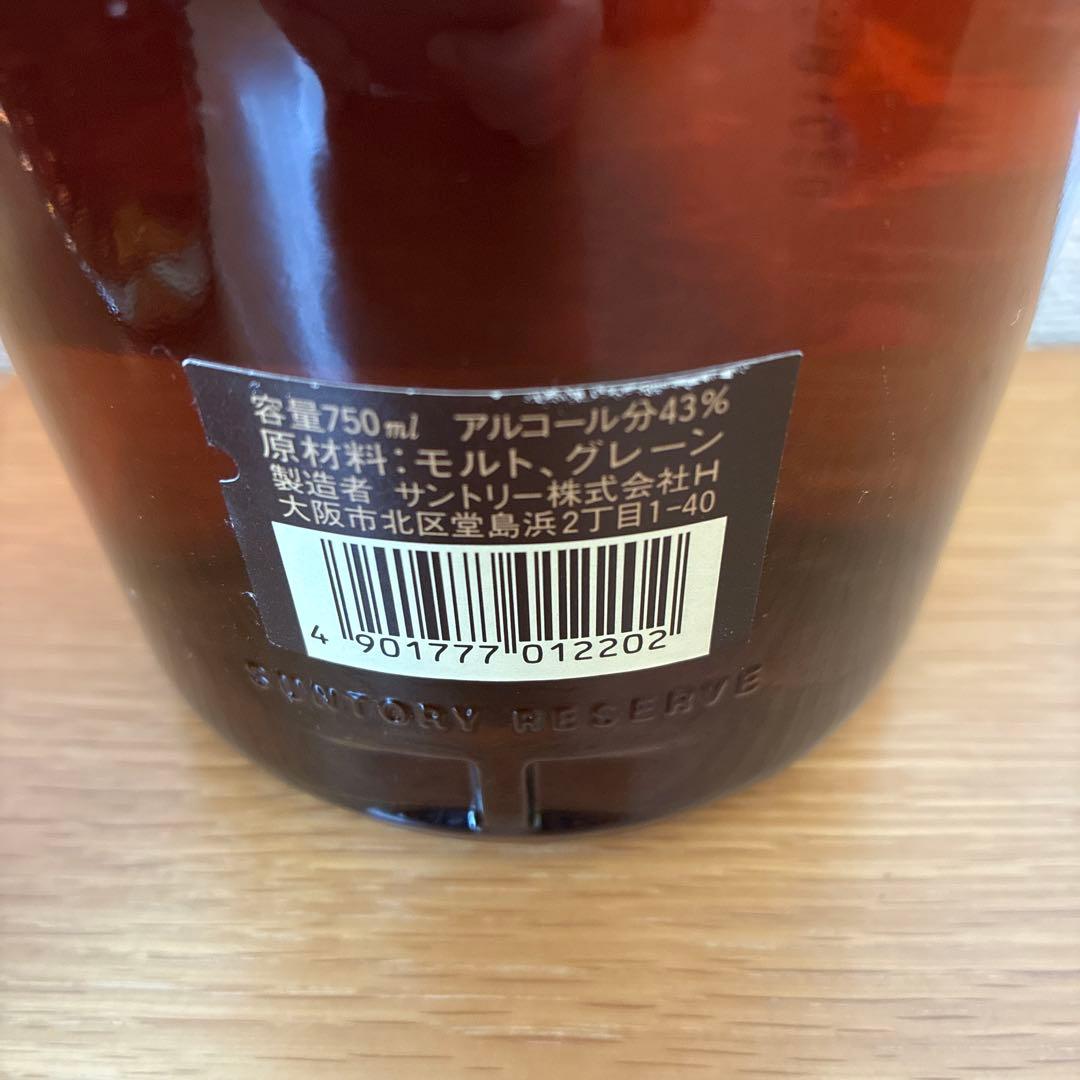 容量750ml アルコール分43%
原材料:モルト、グレーン
製造者 サントリー株式会社H
大阪市北区堂島浜2丁目1-40
4 901777 012202
SUNTORY RESERVE